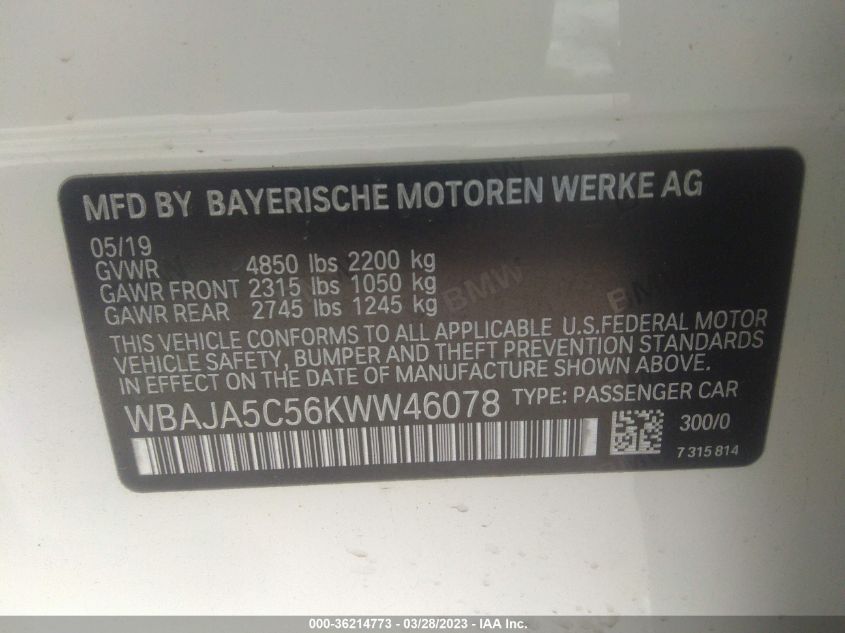 MFD BY BAYERISCHE MOTOREN WERKE AG
05/19
GVWR 4850 lbs 2200 kg
GAWR FRONT 2315 lbs 1050 kg
GAWR REAR 2745 lbs 1245 kg
THIS VEHICLE CONFORMS TO ALL APPLICABLE U.S.FEDERAL MOTOR
VEHICLE SAFETY, BUMPER AND THEFT PREVENTION STANDARDS
IN EFFECT ON THE DATE OF MANUFACTURE SHOWN ABOVE.
WBAJA5C56KWW46078 TYPE: PASSENGER CAR
300/0
7 315 814
BMW
000-36214773 - 03/28/2023 - IAA Inc.